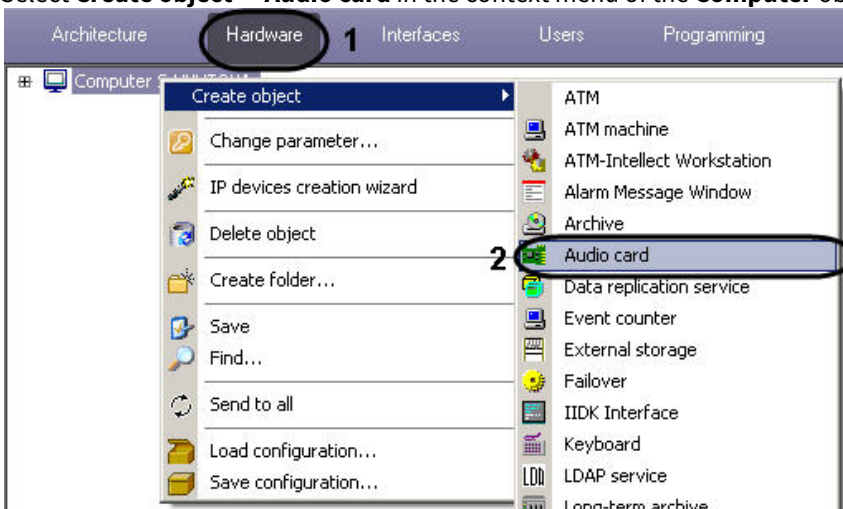 Select Create object – Audio card in the context menu of the Computer ob
Architecture Hardware 1 Interfaces Users Programming
Computer
Create object
Change parameter...
IP devices creation wizard
Delete object
Create folder...
Save
Find...
Send to all
Load configuration...
Save configuration...
ATM
ATM machine
ATM-Intellect Workstation
Alarm Message Window
Archive
2 Audio card
Data replication service
Event counter
External storage
Failover
IIDK Interface
Keyboard
LDAP service
Long-term archive